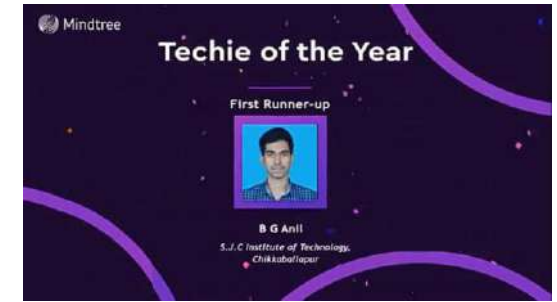 Mindtree
Techie of the Year
First Runner-up
B G Anil
S.J.C Institute of Technology,
Chikkaballapur